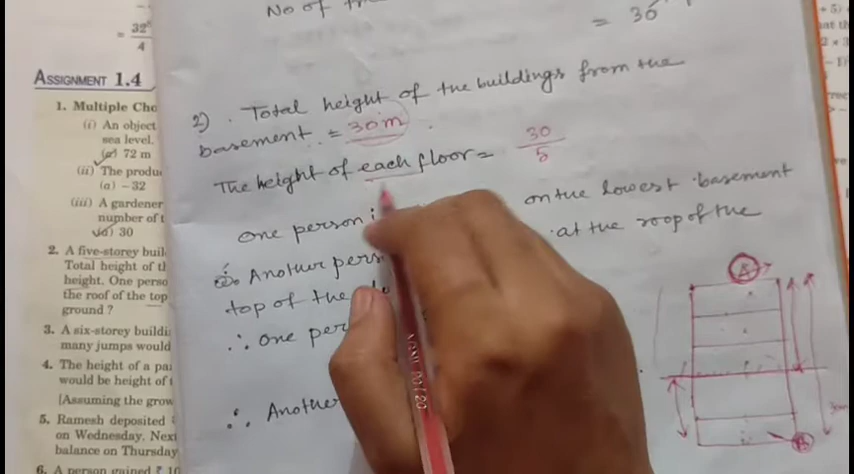 No of
= 30
= 32
4
ASSIGNMENT 1.4
1. Multiple Cho
(i) An object
sea level.
(c) 72 m
(ii) The produ
(a) -32
(iii) A gardener
number of t
(a) 30
2. A five-storey buil
Total height of th
height. One perso
the roof of the top
ground ?
3. A six-storey buildi
many jumps would
4. The height of a pa
would be height of t
[Assuming the grow
5. Ramesh deposited
on Wednesday. Next
balance on Thursday
6. A person gained ₹ 10
2) . Total height of the buildings from the
basement = 30m
The height of each floor = 30
5
One person on the lowest basement
Another pers at the roop of the
top of the
∴ One per
∴ Another
A
B
+ 5)
2 × 3